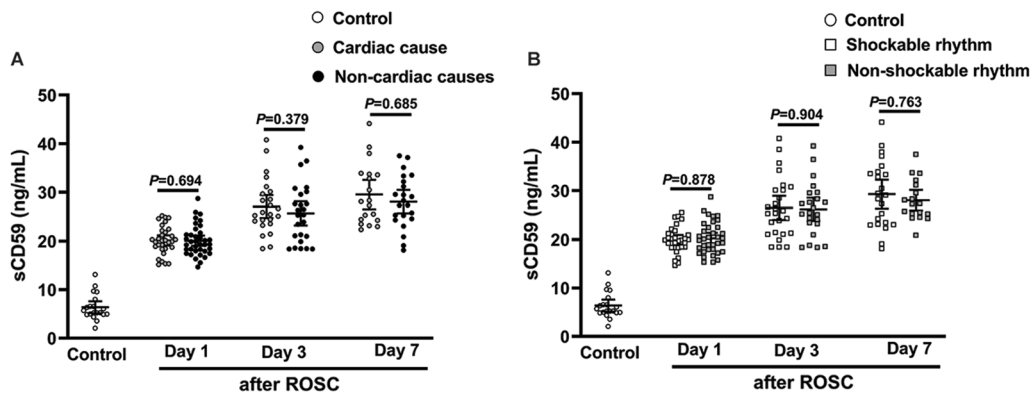 A
Control
Cardiac cause
Non-cardiac causes
sCD59 (ng/mL)
50
40
30
20
10
0
P=0.694
P=0.379
P=0.685
Control
Day 1
Day 3
Day 7
after ROSC
B
Control
Shockable rhythm
Non-shockable rhythm
sCD59 (ng/mL)
50
40
30
20
10
0
P=0.878
P=0.904
P=0.763
Control
Day 1
Day 3
Day 7
after ROSC